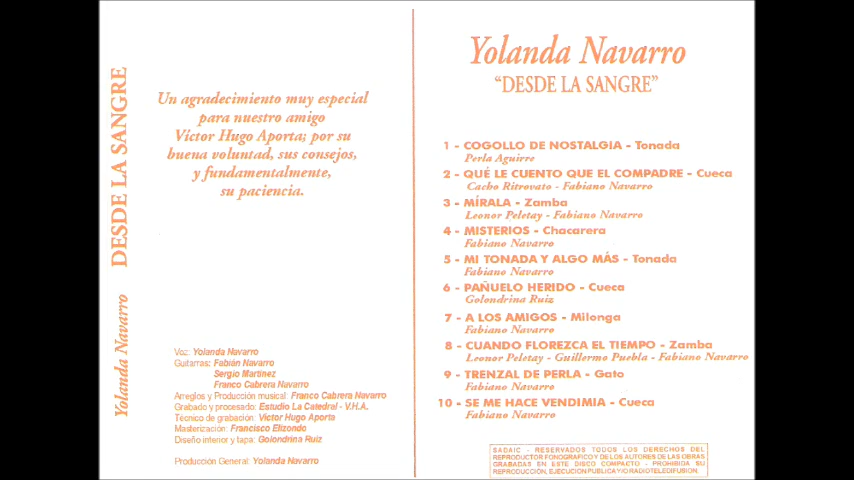 Yolanda Navarro DESDE LA SANGRE
Un agradecimiento muy especial
para nuestro amigo
Víctor Hugo Aporta; por su
buena voluntad, sus consejos,
y fundamentalmente,
su paciencia.
Voz: Yolanda Navarro
Guitarras: Fabián Navarro
Sergio Martinez
Franco Cabrera Navarro
Arreglos y Producción musical: Franco Cabrera Navarro
Grabado y procesado: Estudio La Catedral - V.H.A.
Técnico de grabación: Víctor Hugo Aporta
Masterización: Francisco Elizondo
Diseño interior y tapa: Golondrina Ruiz
Producción General: Yolanda Navarro
Yolanda Navarro
“DESDE LA SANGRE”
1 - COGOLLO DE NOSTALGIA - Tonada
Perla Aguirre
2 - QUÉ LE CUENTO QUE EL COMPADRE - Cueca
Cacho Ritrovato - Fabiano Navarro
3 - MÍRALA - Zamba
Leonor Peletay - Fabiano Navarro
4 - MISTERIOS - Chacarera
Fabiano Navarro
5 - MI TONADA Y ALGO MÁS - Tonada
Fabiano Navarro
6 - PAÑUELO HERIDO - Cueca
Golondrina Ruiz
7 - A LOS AMIGOS - Milonga
Fabiano Navarro
8 - CUANDO FLOREZCA EL TIEMPO - Zamba
Leonor Peletay - Guillermo Puebla - Fabiano Navarro
9 - TRENZAL DE PERLA - Gato
Fabiano Navarro
10 - SE ME HACE VENDIMIA - Cueca
Fabiano Navarro
SADAIC - RESERVADOS TODOS LOS DERECHOS DEL
REPRODUCTOR FONOGRAFICO Y DE LOS AUTORES DE LAS OBRAS
GRABADAS EN ESTE DISCO COMPACTO - PROHIBIDA SU
REPRODUCCIÓN, EJECUCION PUBLICA Y/O RADIOTELEDIFUSION.